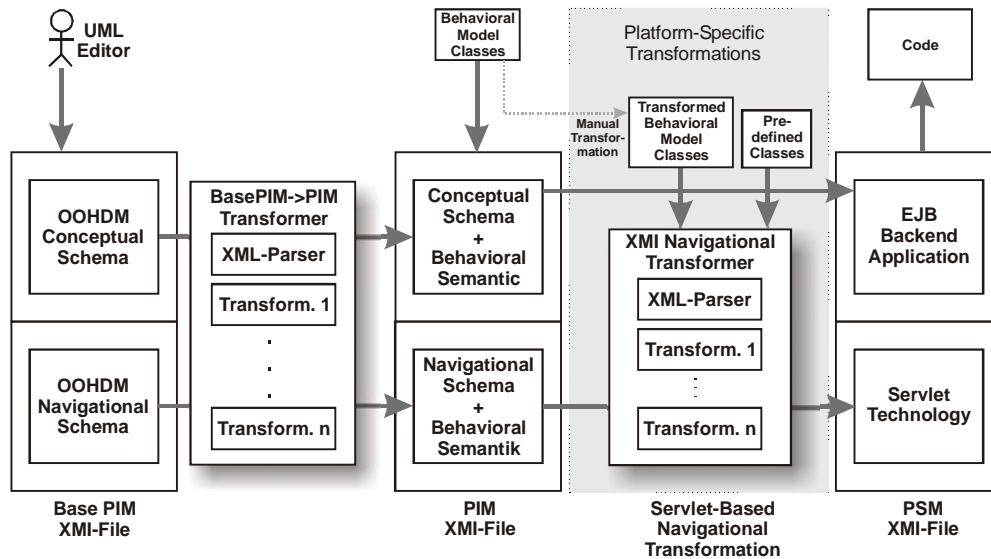 UML
Editor
Behavioral
Model
Classes
Platform-Specific
Transformations
Code
Manual
Transfor-
mation
Transformed
Behavioral
Model
Classes
Pre-
defined
Classes
OOHDM
Conceptual
Schema
BasePIM->PIM
Transformer
XML-Parser
Transform. 1
Transform. n
Conceptual
Schema
+
Behavioral
Semantic
XMI Navigational
Transformer
XML-Parser
Transform. 1
Transform. n
EJB
Backend
Application
OOHDM
Navigational
Schema
Navigational
Schema
+
Behavioral
Semantik
Servlet
Technology
Base PIM
XMI-File
PIM
XMI-File
Servlet-Based
Navigational
Transformation
PSM
XMI-File